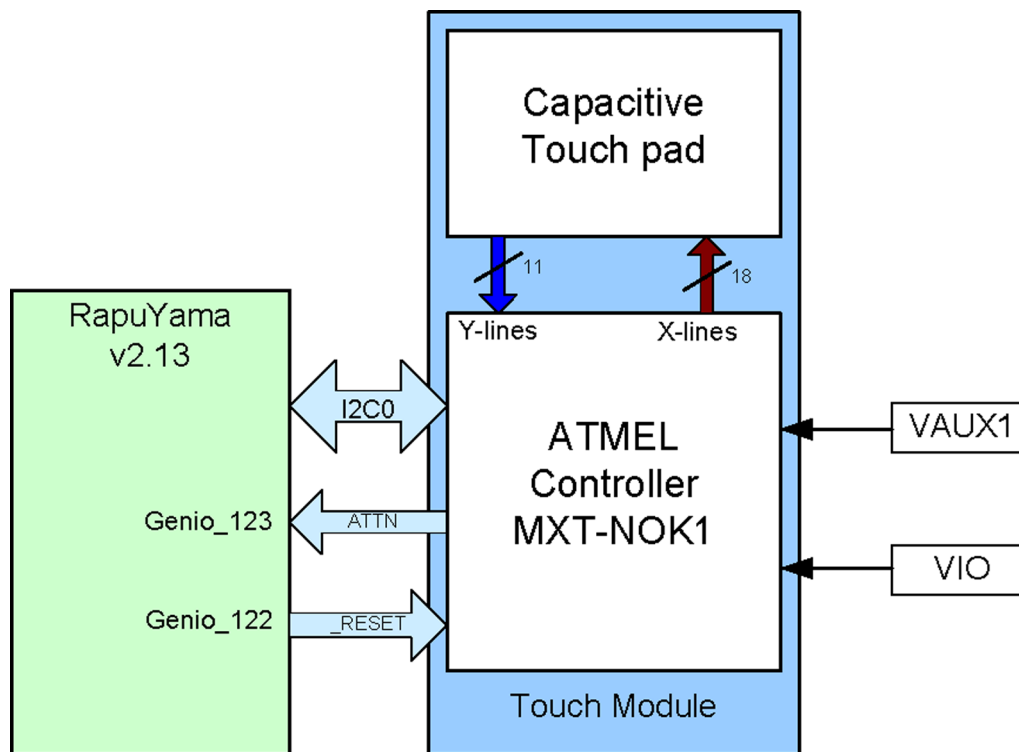 Capacitive
Touch pad
11
18
Y-lines
X-lines
RapuYama
v2.13
I2C0
ATMEL
Controller
MXT-NOK1
VAUX1
Genio_123
ATTN
VIO
Genio_122
_RESET
Touch Module